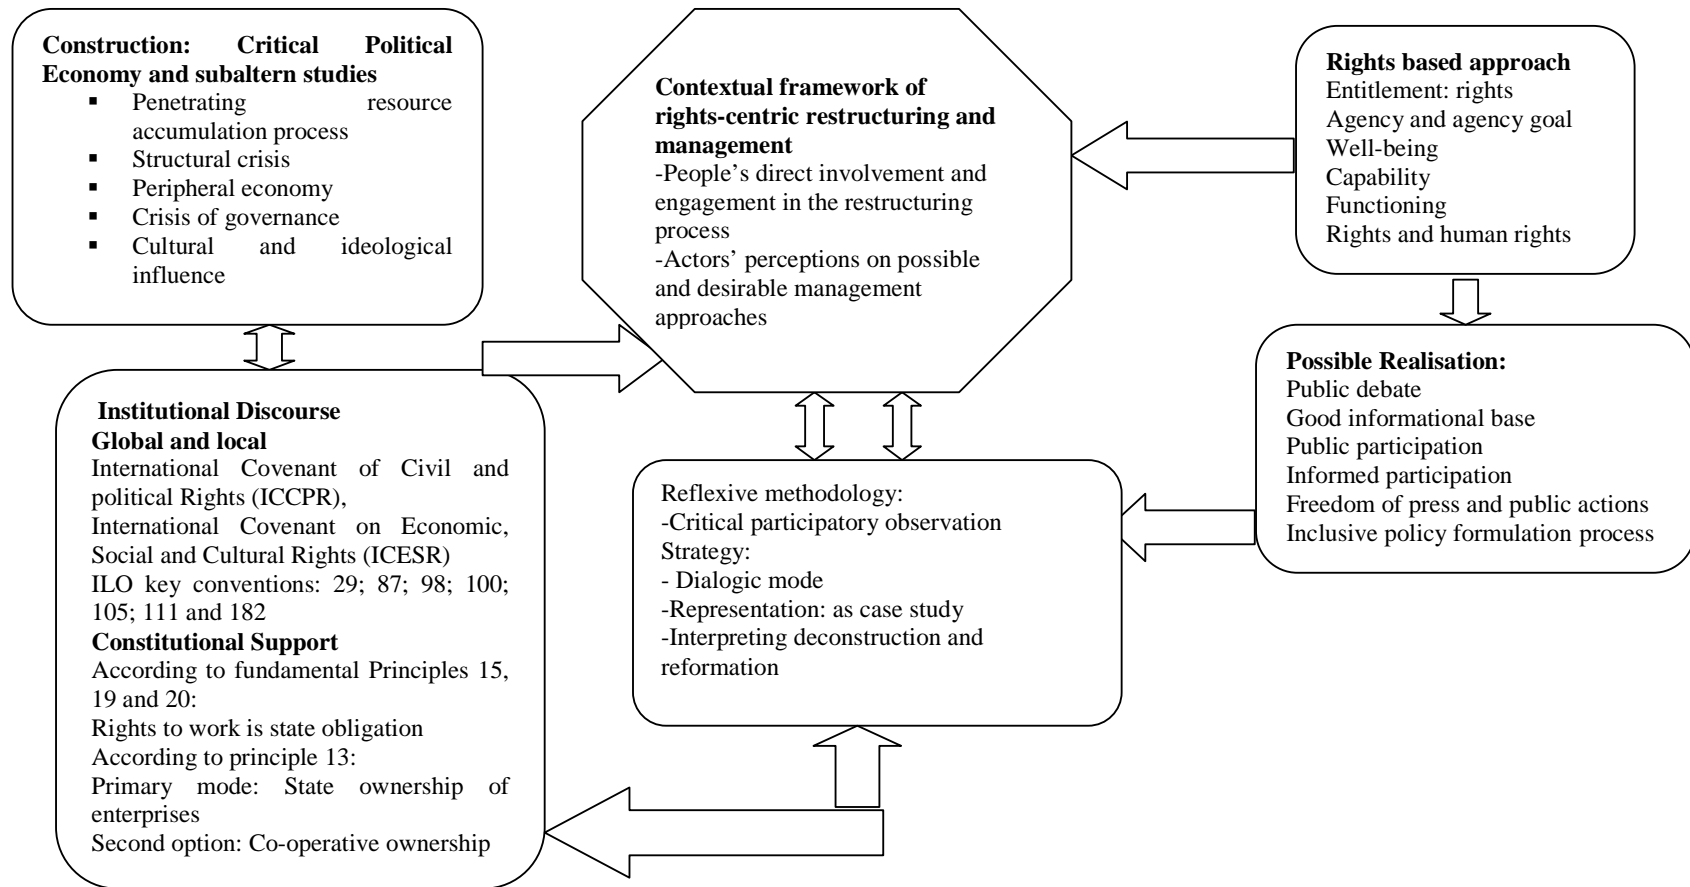 Construction: Critical Political
Economy and subaltern studies
▪ Penetrating resource
accumulation process
▪ Structural crisis
▪ Peripheral economy
▪ Crisis of governance
▪ Cultural and ideological
influence
Contextual framework of
rights-centric restructuring and
management
-People’s direct involvement and
engagement in the restructuring
process
-Actors’ perceptions on possible
and desirable management
approaches
Rights based approach
Entitlement: rights
Agency and agency goal
Well-being
Capability
Functioning
Rights and human rights
Institutional Discourse
Global and local
International Covenant of Civil and
political Rights (ICCPR),
International Covenant on Economic,
Social and Cultural Rights (ICESR)
ILO key conventions: 29; 87; 98; 100;
105; 111 and 182
Constitutional Support
According to fundamental Principles 15,
19 and 20:
Rights to work is state obligation
According to principle 13:
Primary mode: State ownership of
enterprises
Second option: Co-operative ownership
Reflexive methodology:
-Critical participatory observation
Strategy:
- Dialogic mode
-Representation: as case study
-Interpreting deconstruction and
reformation
Possible Realisation:
Public debate
Good informational base
Public participation
Informed participation
Freedom of press and public actions
Inclusive policy formulation process